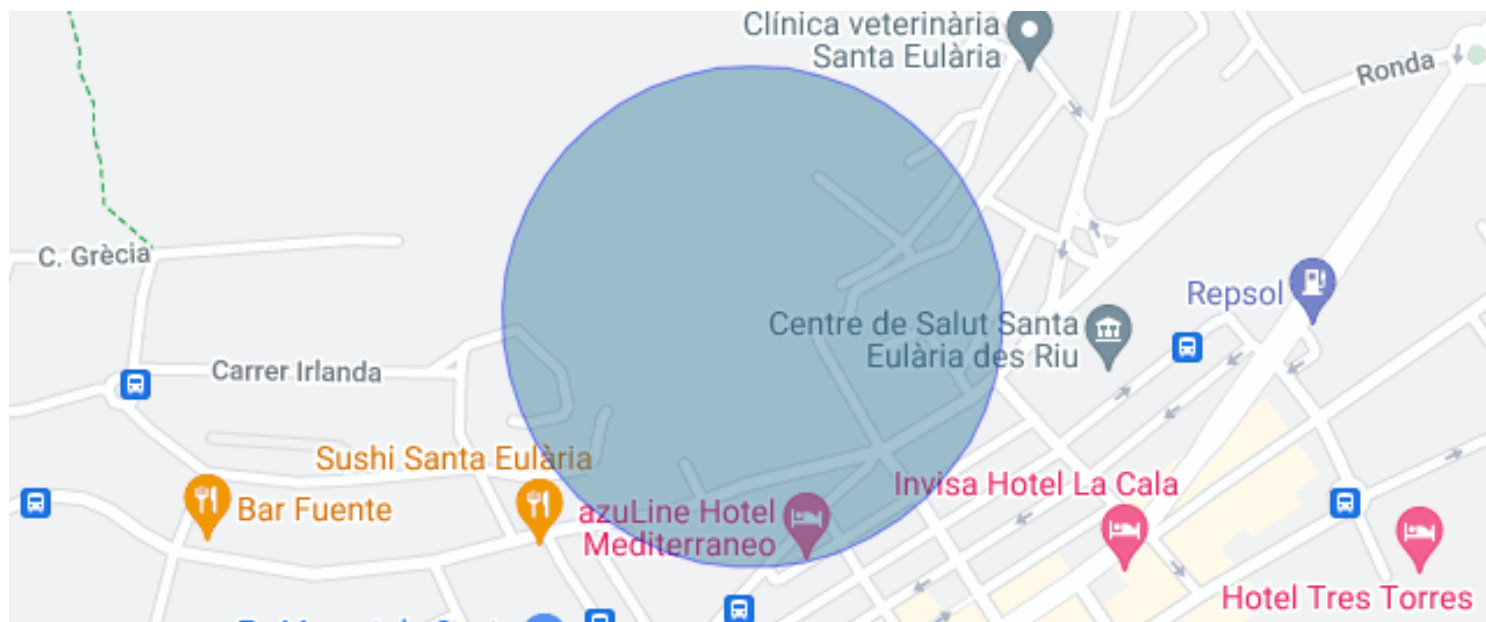 Clínica veterinària
Santa Eulària
Ronda
C. Grècia
Repsol
Centre de Salut Santa
Eulària des Riu
Carrer Irlanda
Sushi Santa Eulària
Bar Fuente
azuLine Hotel
Mediterraneo
Invisa Hotel La Cala
Hotel Tres Torres